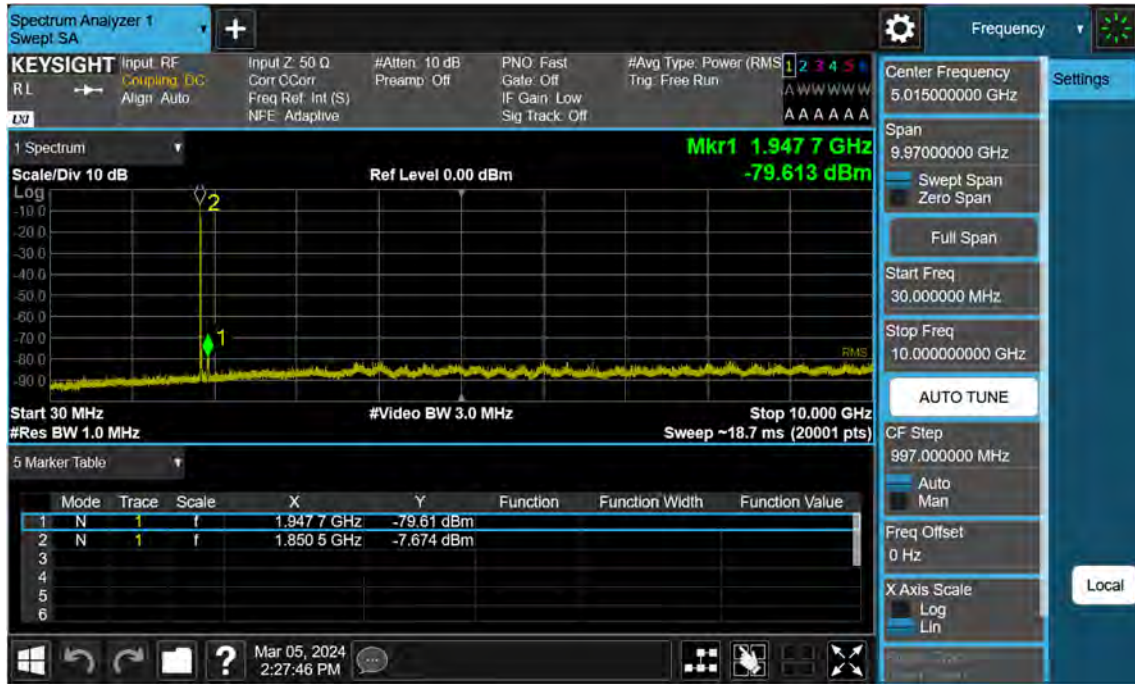 Spectrum Analyzer 1
Swept SA
+
Frequency
KEYSIGHT
RL
LXI
Input: RF
Coupling: DC
Align: Auto
Input Z: 50 Ω
Corr CCorr
Freq Ref: Int (S)
NFE: Adaptive
#Atten: 10 dB
Preamp: Off
PNO: Fast
Gate: Off
IF Gain: Low
Sig Track: Off
#Avg Type: Power (RMS
Trig: Free Run
1 2 3 4 5 6
A W W W W W
A A A A A A
Center Frequency
5.015000000 GHz
Settings
1 Spectrum
Mkr1 1.947 7 GHz
Scale/Div 10 dB
Ref Level 0.00 dBm
-79.613 dBm
Log
-10.0
-20.0
-30.0
-40.0
-50.0
-60.0
-70.0
-80.0
-90.0
2
1
RMS
Start 30 MHz
#Video BW 3.0 MHz
Stop 10.000 GHz
#Res BW 1.0 MHz
Sweep ~18.7 ms (20001 pts)
Span
9.97000000 GHz
Swept Span
Zero Span
Full Span
Start Freq
30.000000 MHz
Stop Freq
10.000000000 GHz
AUTO TUNE
CF Step
997.000000 MHz
Auto
Man
Freq Offset
0 Hz
X Axis Scale
Log
Lin
Local
5 Marker Table
Mode Trace Scale X Y Function Function Width Function Value
1 N 1 f 1.947 7 GHz -79.61 dBm
2 N 1 f 1.850 5 GHz -7.674 dBm
3
4
5
6
?
Mar 05, 2024
2:27:46 PM